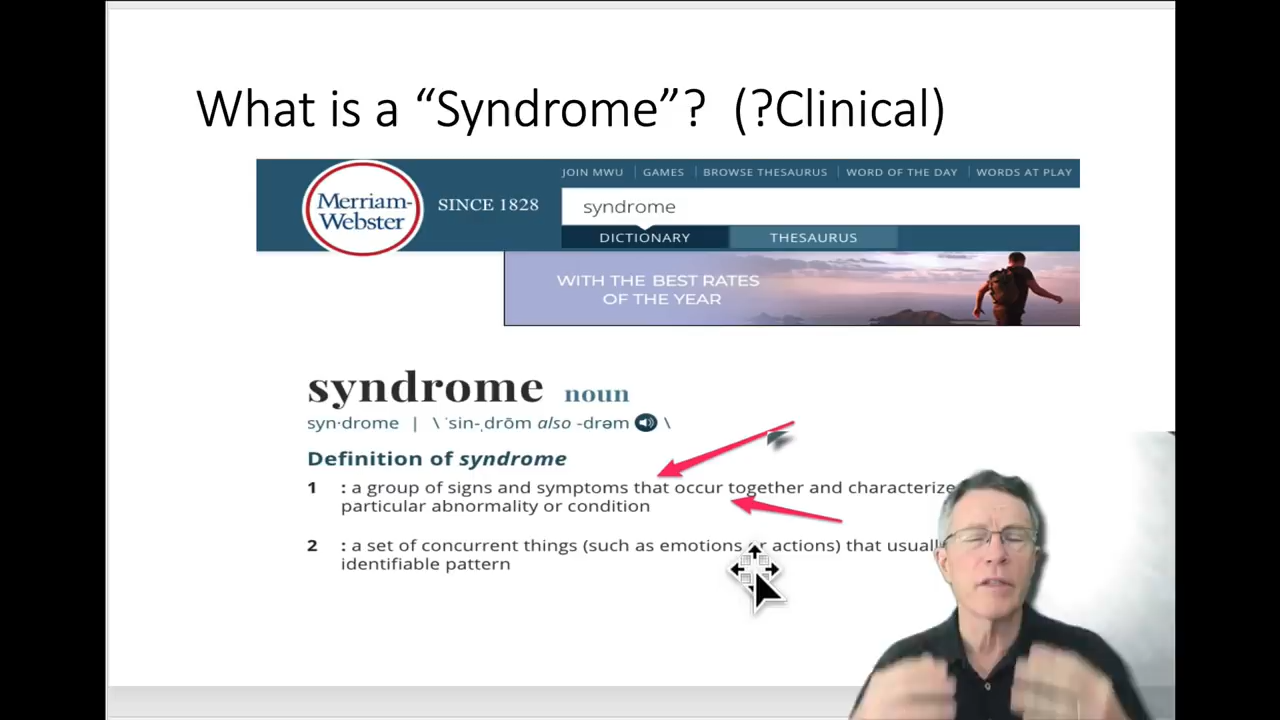 What is a “Syndrome”? (?Clinical)
JOIN MWU GAMES BROWSE THESAURUS WORD OF THE DAY WORDS AT PLAY
Merriam-
Webster
SINCE 1828
syndrome
DICTIONARY THESAURUS
WITH THE BEST RATES
OF THE YEAR
syndrome noun
syn·drome | \ ˈsin-ˌdrōm also -drəm \
Definition of syndrome
1 : a group of signs and symptoms that occur together and characterize
particular abnormality or condition
2 : a set of concurrent things (such as emotions or actions) that usually
identifiable pattern